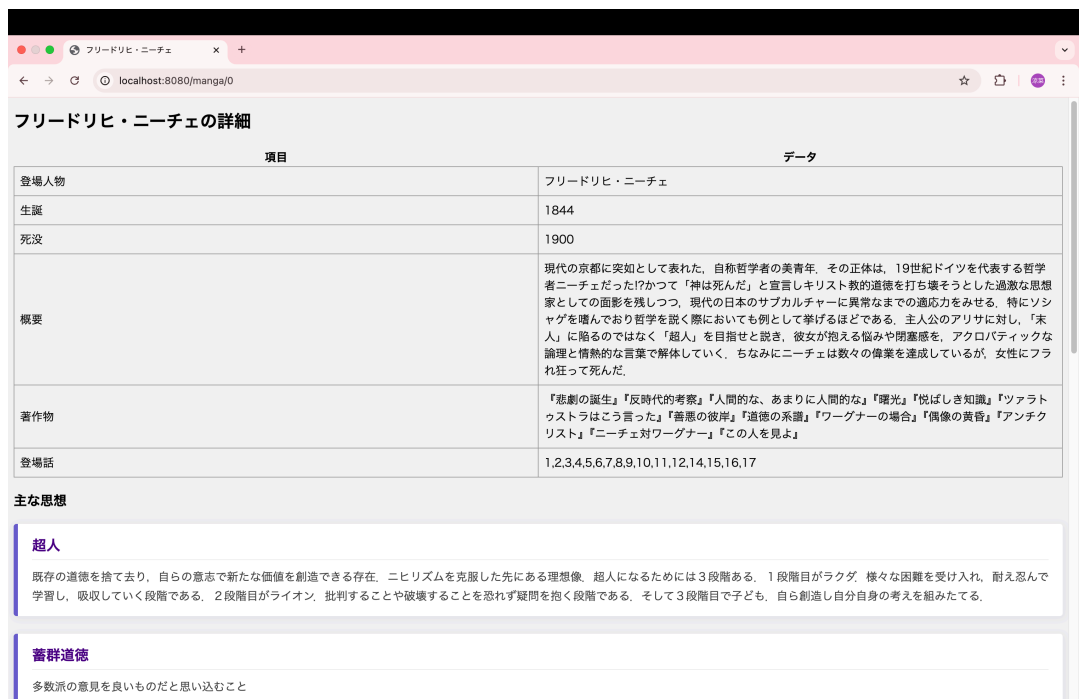 フリードリヒ・ニーチェ
localhost:8080/manga/0
フリードリヒ・ニーチェの詳細
項目 データ
登場人物 フリードリヒ・ニーチェ
生誕 1844
死没 1900
概要
現代の京都に突如として表れた，自称哲学者の美青年．その正体は，19世紀ドイツを代表する哲学
者ニーチェだった!?かつて「神は死んだ」と宣言しキリスト教的道徳を打ち壊そうとした過激な思想
家としての面影を残しつつ，現代の日本のサブカルチャーに異常なまでの適応力をみせる．特にソシ
ャゲを嗜んでおり哲学を説く際においても例として挙げるほどである．主人公のアリサに対し，「末
人」に陥るのではなく「超人」を目指せと説き，彼女が抱える悩みや閉塞感を，アクロバティックな
論理と情熱的な言葉で解体していく．ちなみにニーチェは数々の偉業を達成しているが，女性にフラ
れ狂って死んだ．
著作物
『悲劇の誕生』『反時代的考察』『人間的な、あまりに人間的な』『曙光』『悦ばしき知識』『ツァラト
ゥストラはこう言った』『善悪の彼岸』『道徳の系譜』『ワーグナーの場合』『偶像の黄昏』『アンチク
リスト』『ニーチェ対ワーグナー』『この人を見よ』
登場話 1,2,3,4,5,6,7,8,9,10,11,12,14,15,16,17
主な思想
超人
既存の道徳を捨て去り，自らの意志で新たな価値を創造できる存在．ニヒリズムを克服した先にある理想像．超人になるためには３段階ある．１段階目がラクダ．様々な困難を受け入れ，耐え忍んで
学習し，吸収していく段階である．２段階目がライオン．批判することや破壊することを恐れず疑問を抱く段階である．そして３段階目で子ども．自ら創造し自分自身の考えを組みたてる．
蓄群道徳
多数派の意見を良いものだと思い込むこと